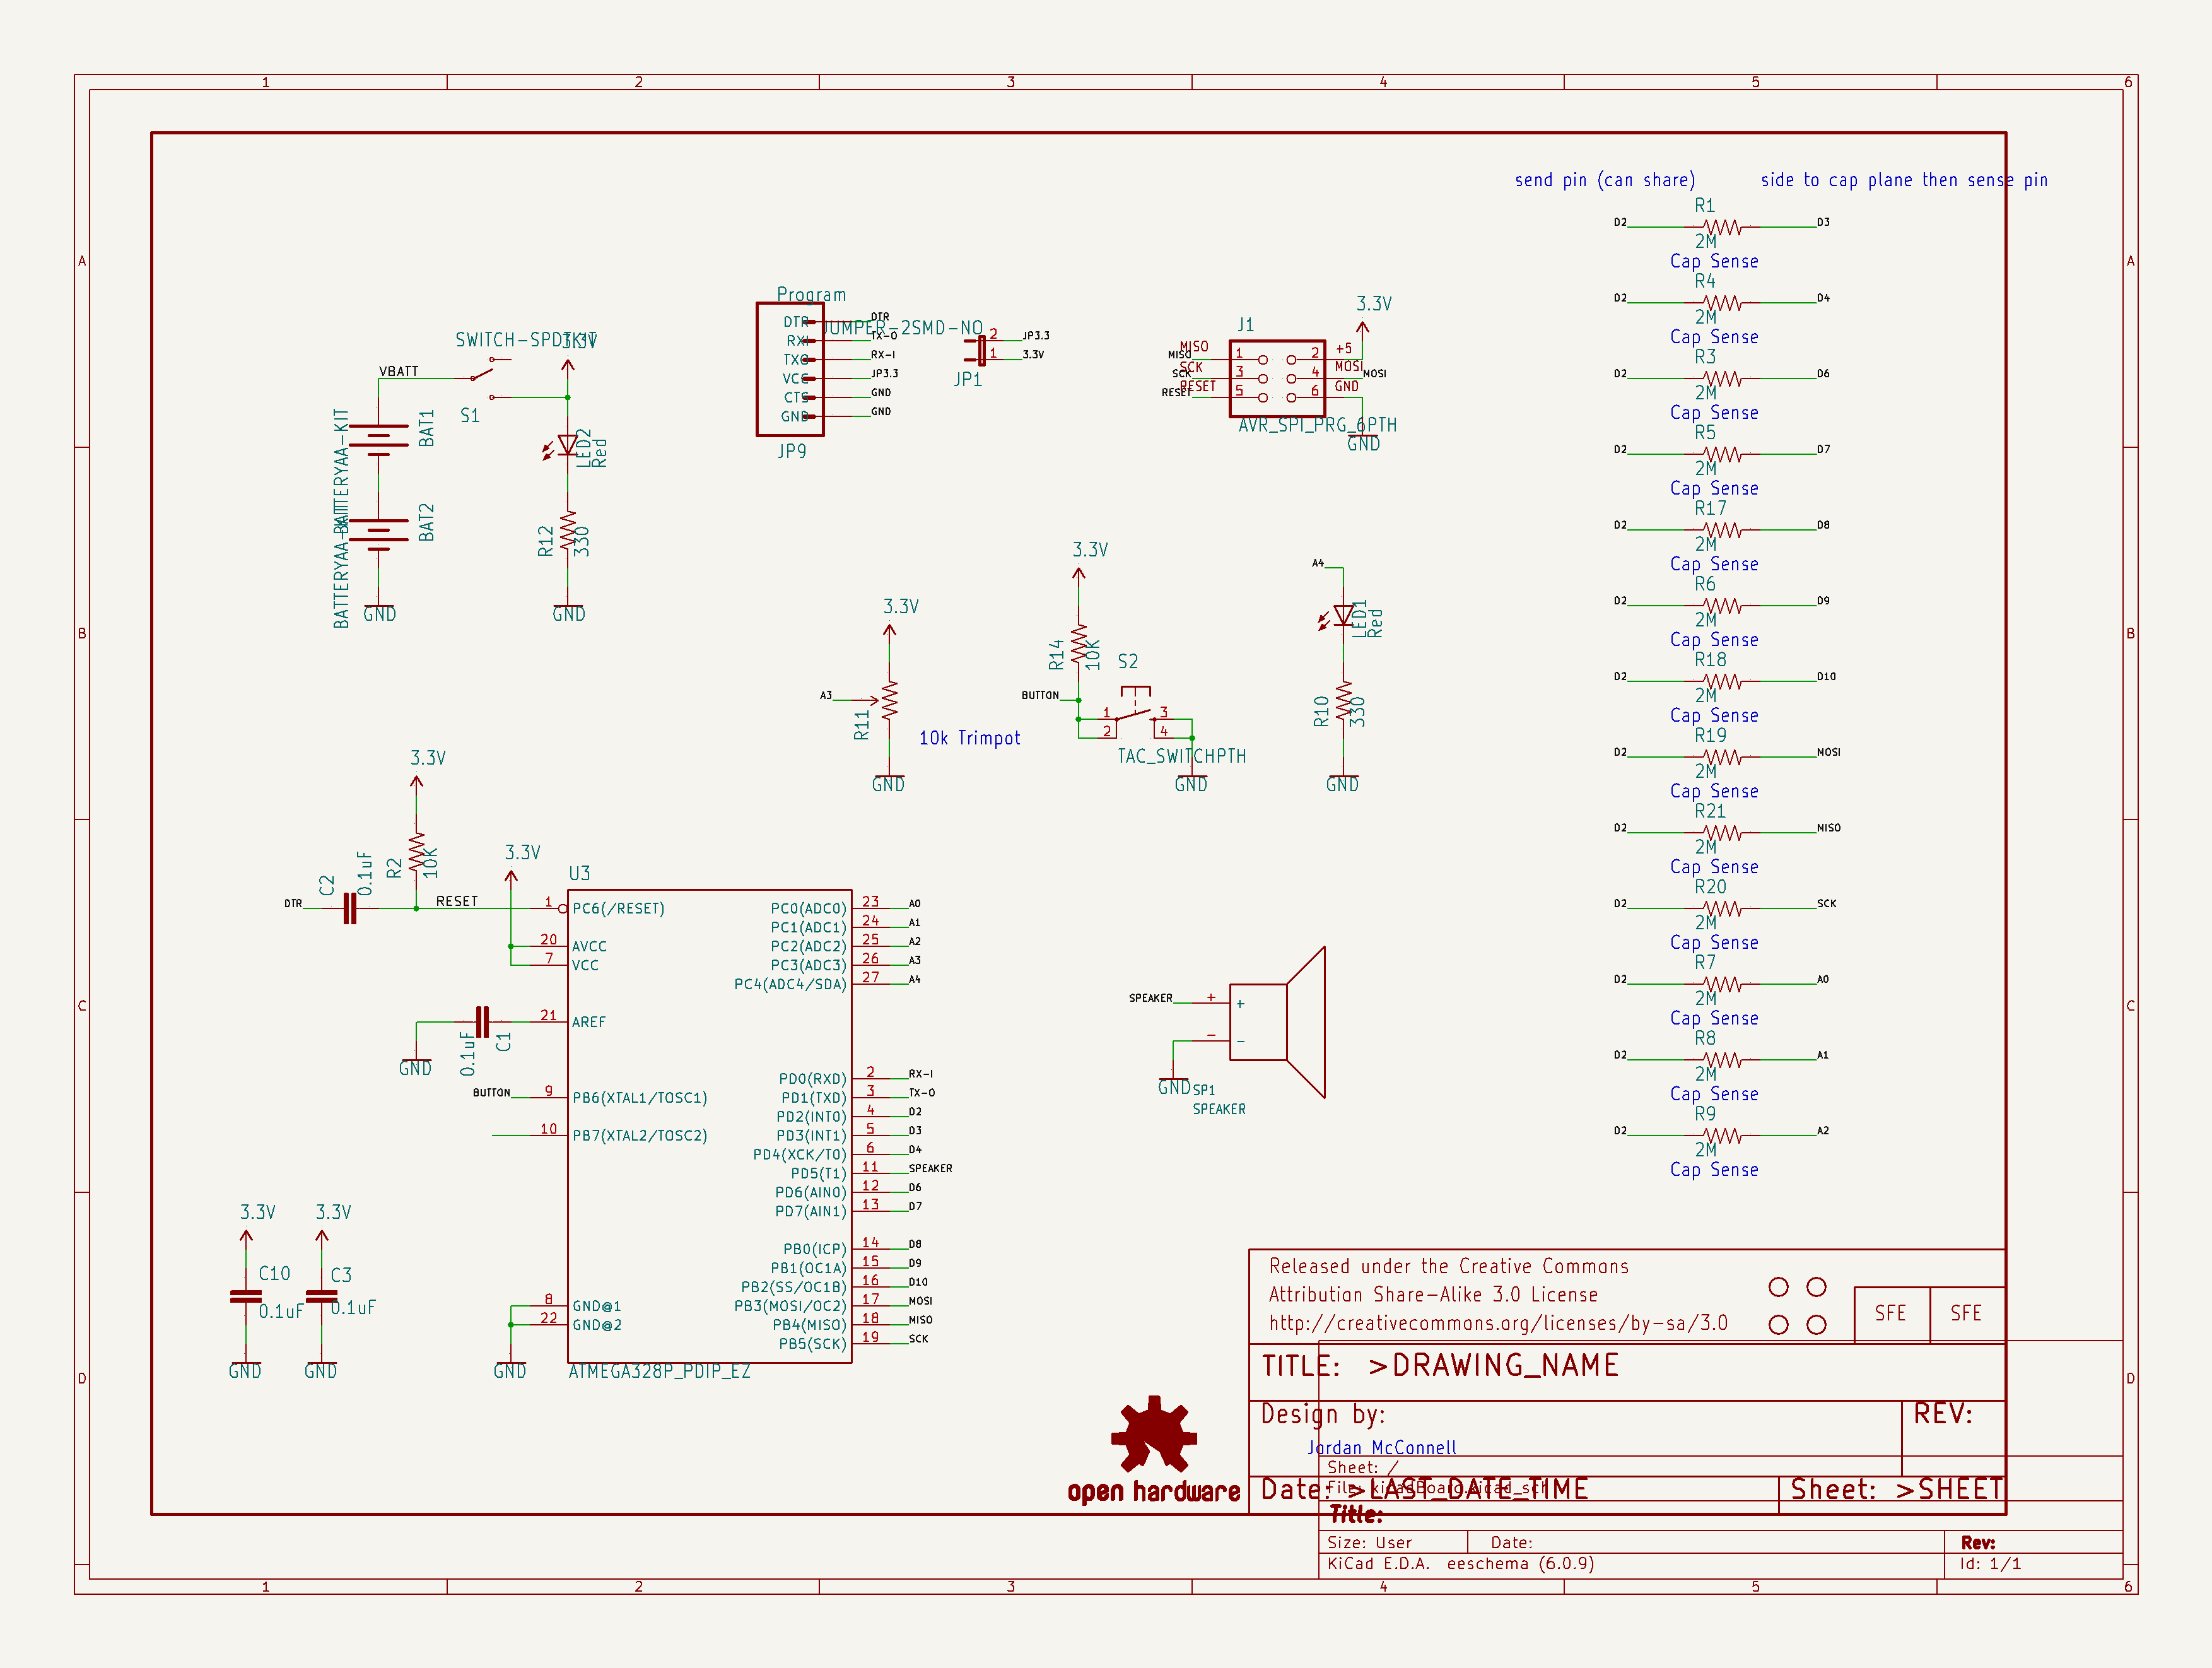 1 2 3 4 5 6
send pin (can share) side to cap plane then sense pin
R1
D2 D3
2M
Cap Sense
R4
D2 D4
2M
Cap Sense
R3
D2 D6
2M
Cap Sense
R5
D2 D7
2M
Cap Sense
R17
D2 D8
2M
Cap Sense
R6
D2 D9
2M
Cap Sense
R18
D2 D10
2M
Cap Sense
R19
D2 MOSI
2M
Cap Sense
R21
D2 MISO
2M
Cap Sense
R20
D2 SCK
2M
Cap Sense
R7
D2 A0
2M
Cap Sense
R8
D2 A1
2M
Cap Sense
R9
D2 A2
2M
Cap Sense
A A
B B
C C
D D
SWITCH-SPDTKIT
3.3V
VBATT
S1
BATTERYAA-KIT
BAT1
BATTERYAA-KIT
BAT2
GND
LED2
Red
R12
330
GND
Program
DTR DTR
RXI TX-O
TXO RX-I
VCC JP3.3
CTS GND
GND GND
JP9
JUMPER-2SMD-NO
2 JP3.3
1 3.3V
JP1
3.3V
J1
MISO MISO 1 2 +5
SCK SCK 3 4 MOSI MOSI
RESET RESET 5 6 GND
AVR_SPI_PRG_6PTH
GND
3.3V
A3
R11
10k Trimpot
GND
3.3V
R14
10K
S2
BUTTON
1 3
2 4
TAC_SWITCHPTH
GND
A4
LED1
Red
R10
330
GND
3.3V
R2
10K
C2
0.1uF
DTR
RESET
3.3V
U3
1 PC6(/RESET)
20 AVCC
7 VCC
21 AREF
C1
0.1uF
GND
BUTTON 9 PB6(XTAL1/TOSC1)
10 PB7(XTAL2/TOSC2)
8 GND@1
22 GND@2
GND
PC0(ADC0) 23 A0
PC1(ADC1) 24 A1
PC2(ADC2) 25 A2
PC3(ADC3) 26 A3
PC4(ADC4/SDA) 27 A4
PD0(RXD) 2 RX-I
PD1(TXD) 3 TX-O
PD2(INT0) 4 D2
PD3(INT1) 5 D3
PD4(XCK/T0) 6 D4
PD5(T1) 11 SPEAKER
PD6(AIN0) 12 D6
PD7(AIN1) 13 D7
PB0(ICP) 14 D8
PB1(OC1A) 15 D9
PB2(SS/OC1B) 16 D10
PB3(MOSI/OC2) 17 MOSI
PB4(MISO) 18 MISO
PB5(SCK) 19 SCK
ATMEGA328P_PDIP_EZ
SPEAKER + +
- -
GND
SP1
SPEAKER
3.3V
C10
0.1uF
GND
3.3V
C3
0.1uF
GND
open hardware
Released under the Creative Commons
Attribution Share-Alike 3.0 License
http://creativecommons.org/licenses/by-sa/3.0
SFE SFE
TITLE: >DRAWING_NAME
Design by: REV:
Jordan McConnell
Sheet: /
File: kicadBoard.kicad_sch
Date: >LAST_DATE_TIME Sheet: >SHEET
Title:
Size: User Date: Rev:
KiCad E.D.A. eeschema (6.0.9) Id: 1/1
1 2 3 4 5 6